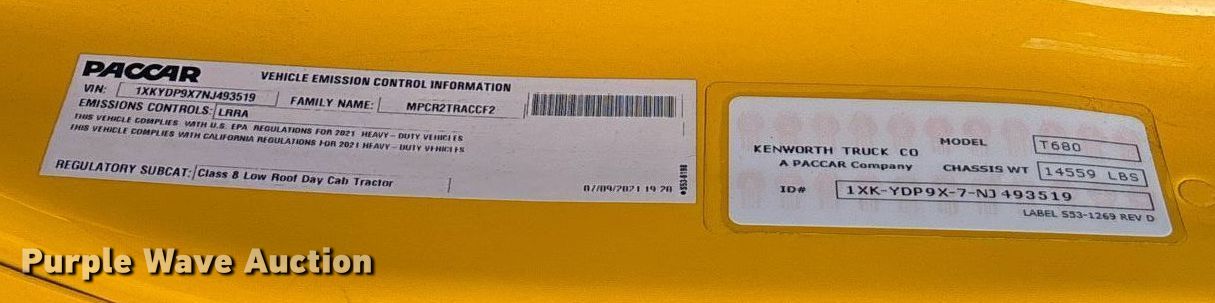 PACCAR VEHICLE EMISSION CONTROL INFORMATION
VIN: 1XKYDP9X7NJ493519 FAMILY NAME: MPCR2TRACCF2
EMISSIONS CONTROLS: LRRA
THIS VEHICLE COMPLIES WITH U.S. EPA REGULATIONS FOR 2021 HEAVY-DUTY VEHICLES
THIS VEHICLE COMPLIES WITH CALIFORNIA REGULATIONS FOR 2021 HEAVY-DUTY VEHICLES
REGULATORY SUBCAT: Class 8 Low Roof Day Cab Tractor
07/09/2021 19 20
KENWORTH TRUCK CO
A PACCAR Company
MODEL T680
CHASSIS WT 14559 LBS
ID# 1XK-YDP9X-7-NJ 493519
LABEL S53-1269 REV D
Purple Wave Auction